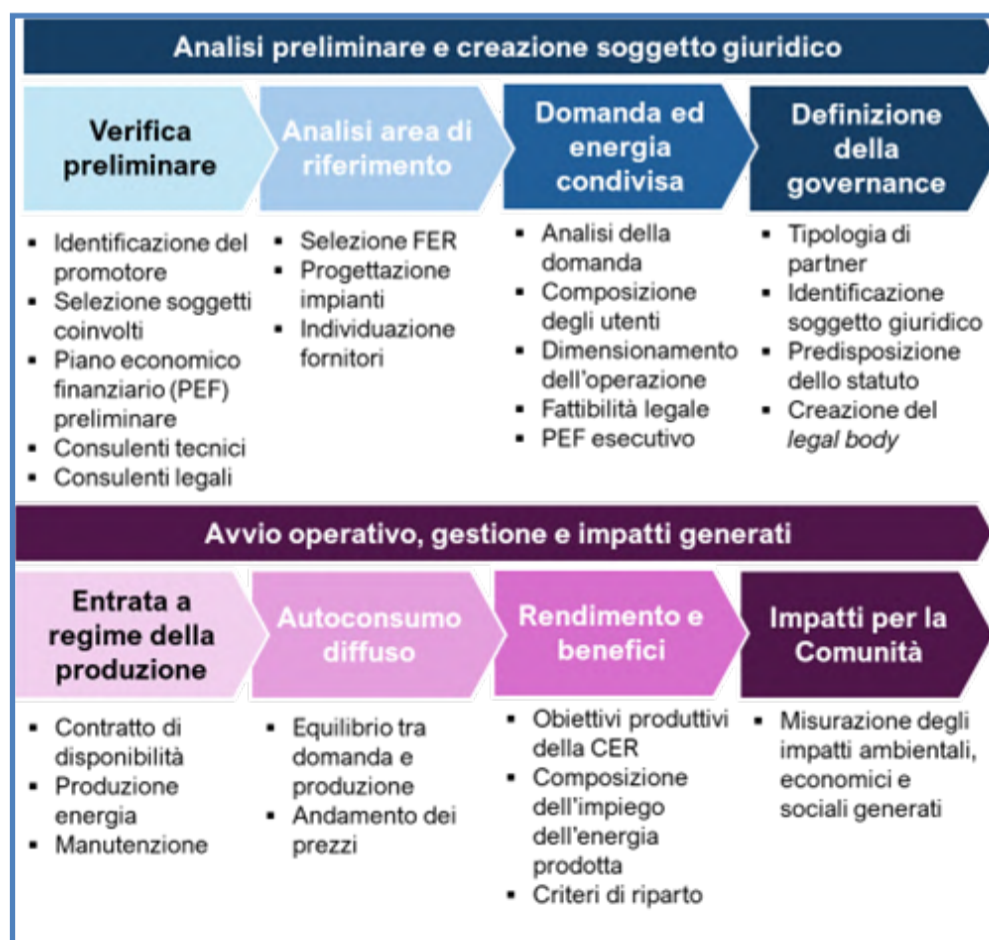 Analisi preliminare e creazione soggetto giuridico
Verifica
preliminare
▪ Identificazione del
promotore
▪ Selezione soggetti
coinvolti
▪ Piano economico
finanziario (PEF)
preliminare
▪ Consulenti tecnici
▪ Consulenti legali
Analisi area di
riferimento
▪ Selezione FER
▪ Progettazione
impianti
▪ Individuazione
fornitori
Domanda ed
energia
condivisa
▪ Analisi della
domanda
▪ Composizione
degli utenti
▪ Dimensionamento
dell'operazione
▪ Fattibilità legale
▪ PEF esecutivo
Definizione
della
governance
▪ Tipologia di
partner
▪ Identificazione
soggetto giuridico
▪ Predisposizione
dello statuto
▪ Creazione del
legal body
Avvio operativo, gestione e impatti generati
Entrata a
regime della
produzione
▪ Contratto di
disponibilità
▪ Produzione
energia
▪ Manutenzione
Autoconsumo
diffuso
▪ Equilibrio tra
domanda e
produzione
▪ Andamento dei
prezzi
Rendimento e
benefici
▪ Obiettivi produttivi
della CER
▪ Composizione
dell'impiego
dell'energia
prodotta
▪ Criteri di riparto
Impatti per la
Comunità
▪ Misurazione degli
impatti ambientali,
economici e
sociali generati